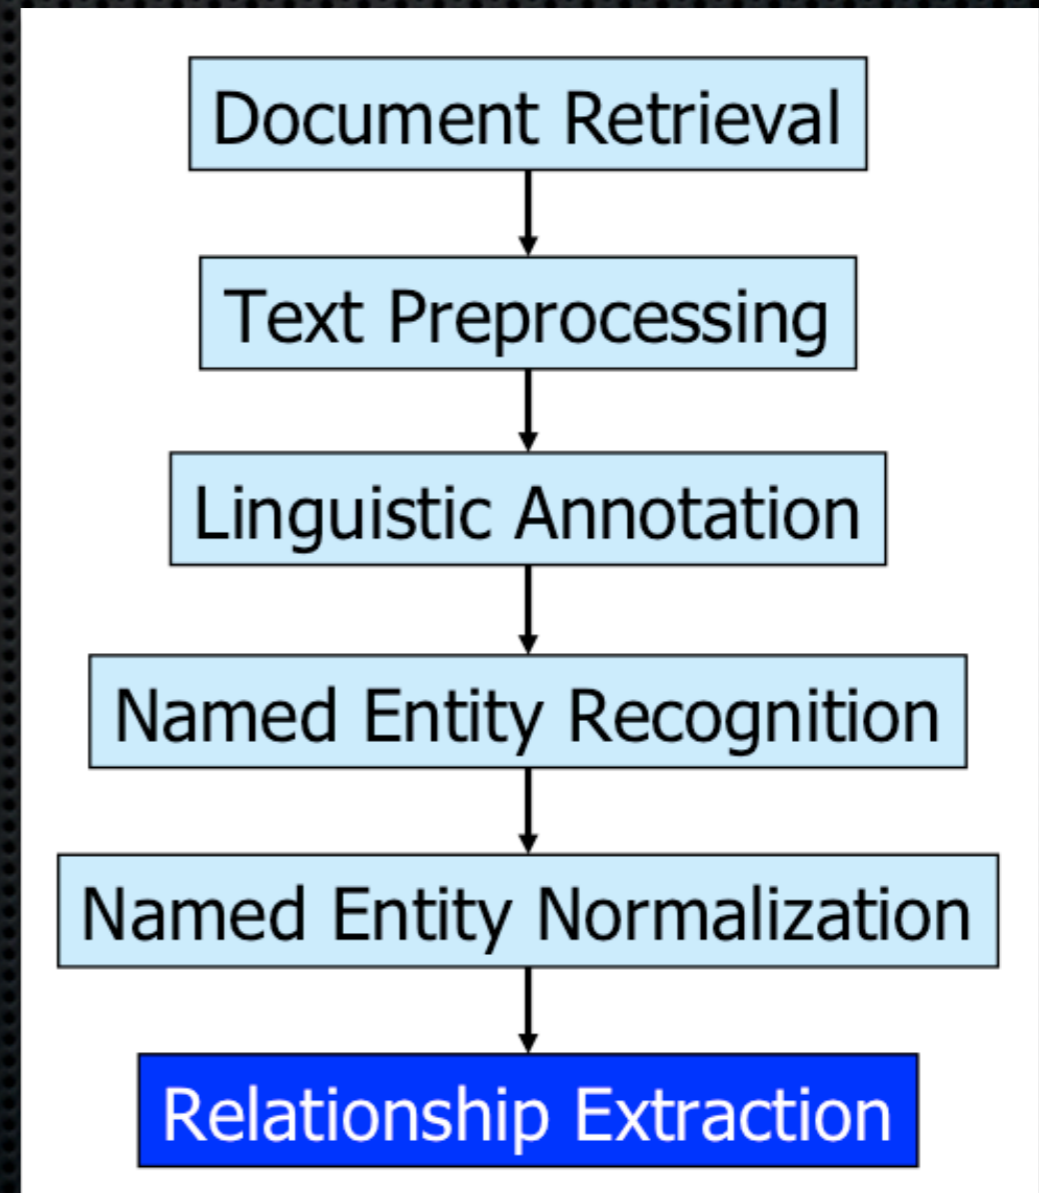 Document Retrieval
Text Preprocessing
Linguistic Annotation
Named Entity Recognition
Named Entity Normalization
Relationship Extraction